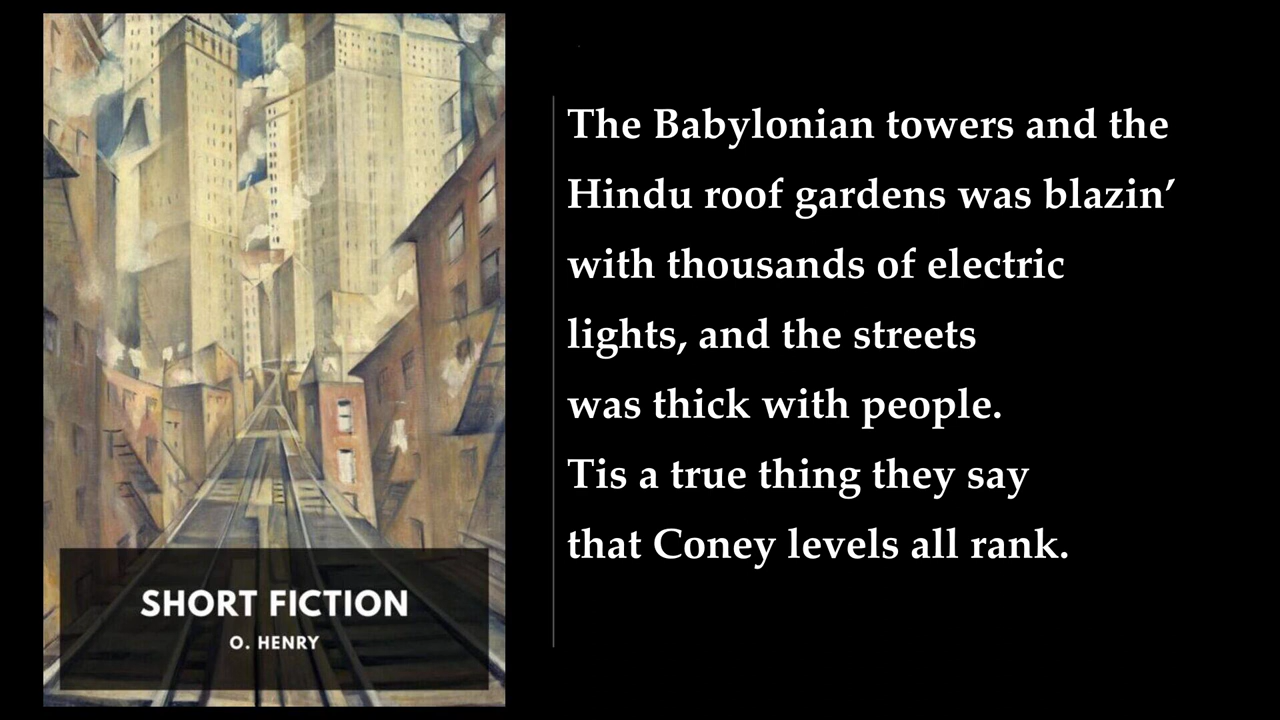 SHORT FICTION
O. HENRY
The Babylonian towers and the
Hindu roof gardens was blazin’
with thousands of electric
lights, and the streets
was thick with people.
Tis a true thing they say
that Coney levels all rank.